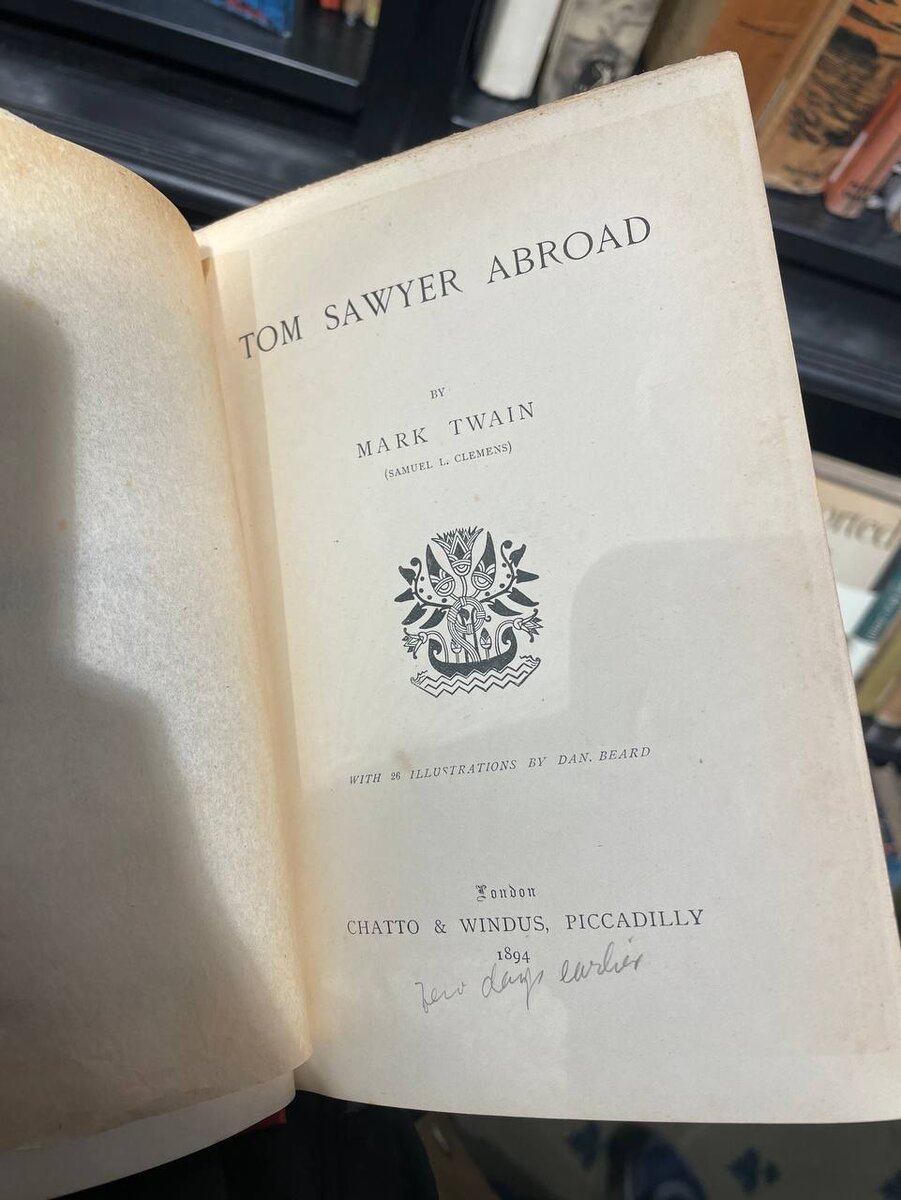 TOM SAWYER ABROAD
BY
MARK TWAIN
(SAMUEL L. CLEMENS)
WITH 26 ILLUSTRATIONS BY DAN. BEARD
London
CHATTO & WINDUS, PICCADILLY
1894
few days earlier